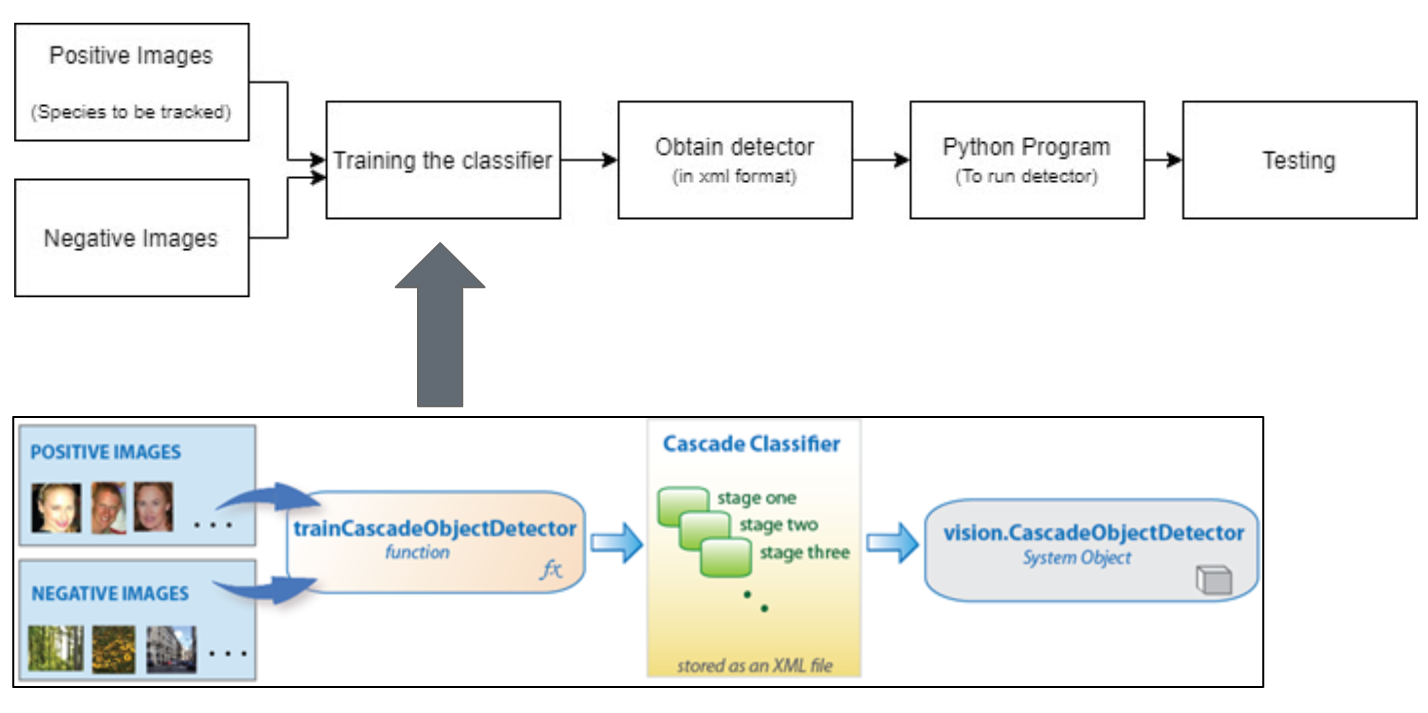 Positive Images
(Species to be tracked)
Negative Images
Training the classifier
Obtain detector
(in xml format)
Python Program
(To run detector)
Testing
POSITIVE IMAGES
. . .
NEGATIVE IMAGES
. . .
trainCascadeObjectDetector
function
fx
Cascade Classifier
stage one
stage two
stage three
stored as an XML file
vision.CascadeObjectDetector
System Object